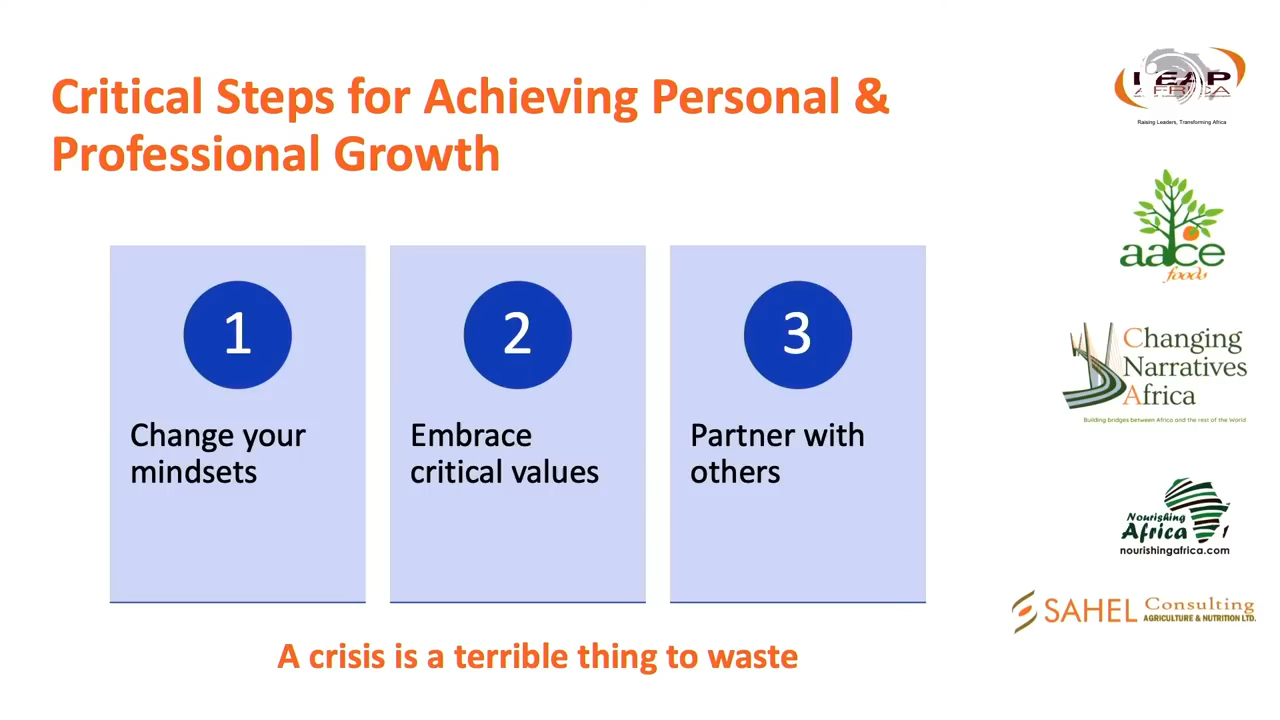 Critical Steps for Achieving Personal &
Professional Growth
1
Change your
mindsets
2
Embrace
critical values
3
Partner with
others
A crisis is a terrible thing to waste
LEAP
AFRICA
Raising Leaders, Transforming Africa
aace
foods
Changing
Narratives
Africa
Building bridges between Africa and the rest of the World
Nourishing
Africa
nourishingafrica.com
SAHEL Consulting
AGRICULTURE & NUTRITION LTD.